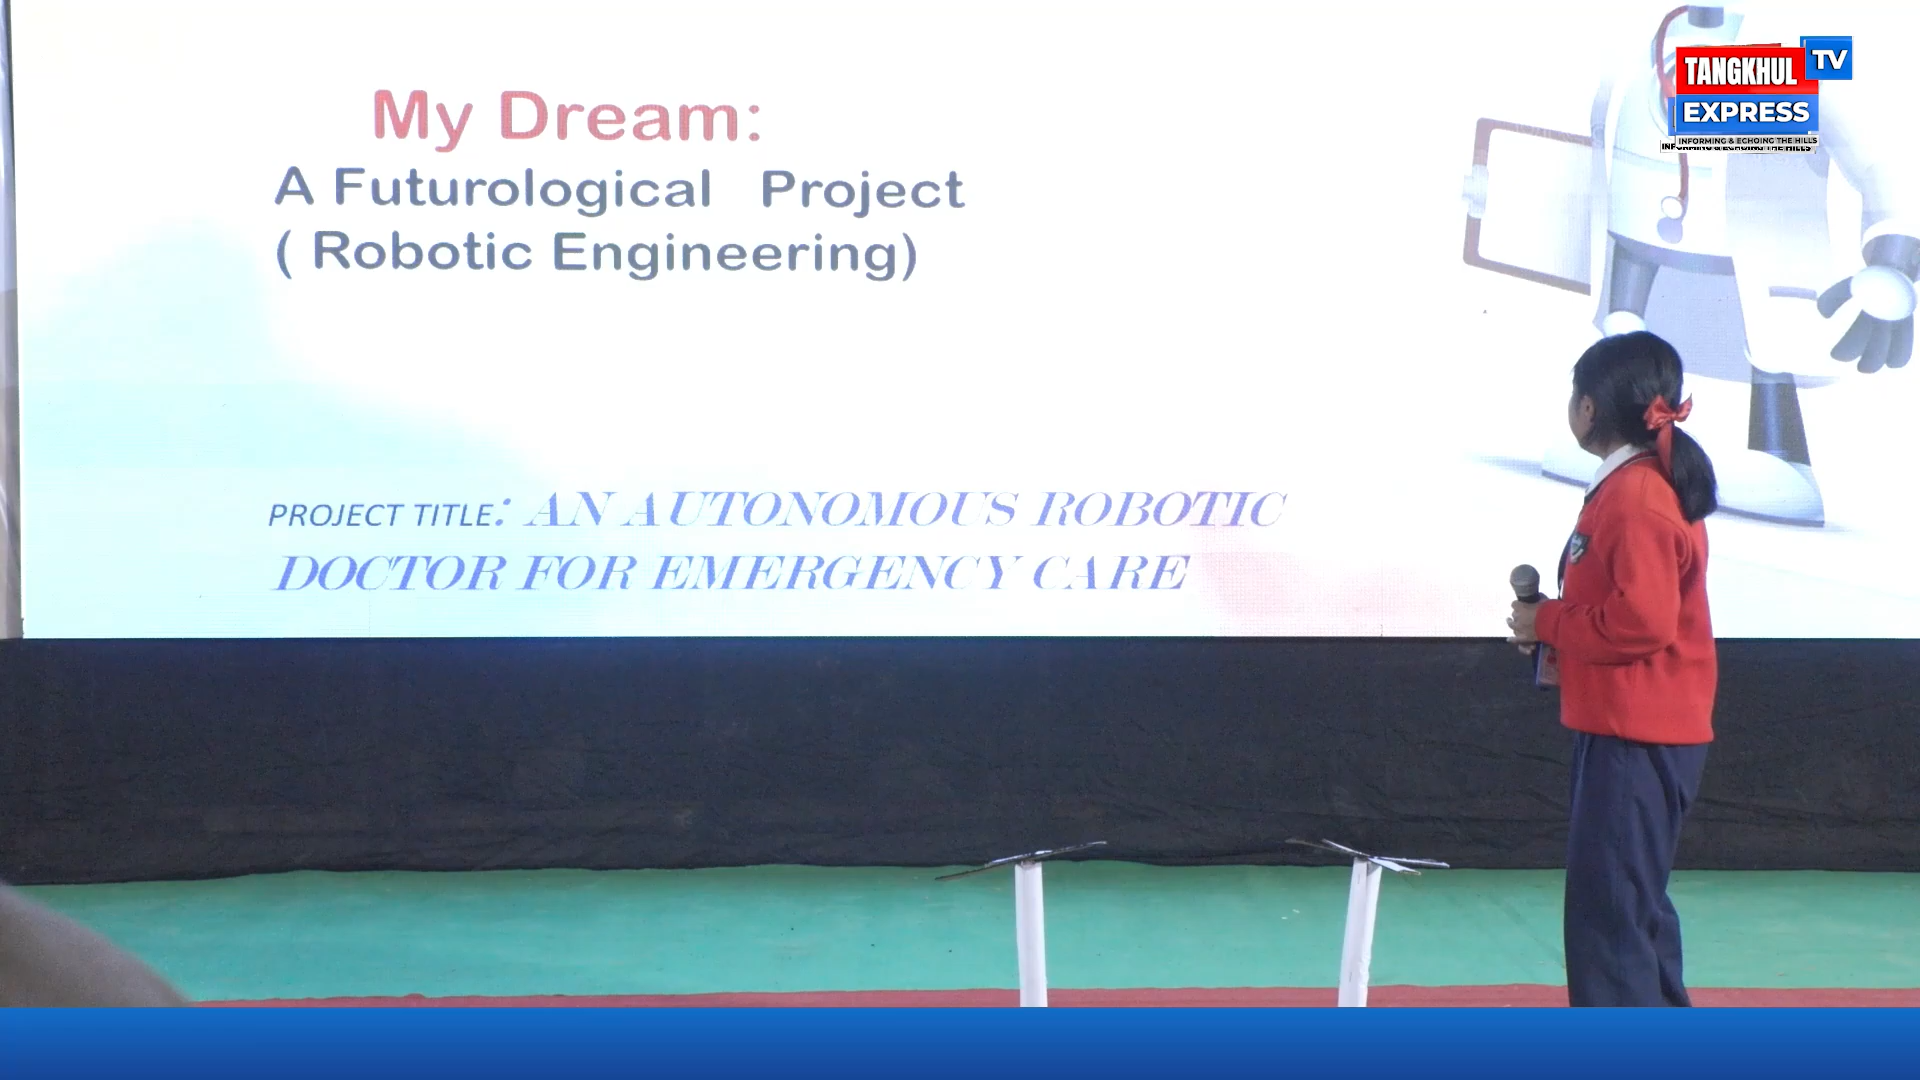 TANGKHUL TV
EXPRESS
INFORMING & ECHOING THE HILLS
My Dream:
A Futurological Project
( Robotic Engineering)
PROJECT TITLE: AN AUTONOMOUS ROBOTIC
DOCTOR FOR EMERGENCY CARE